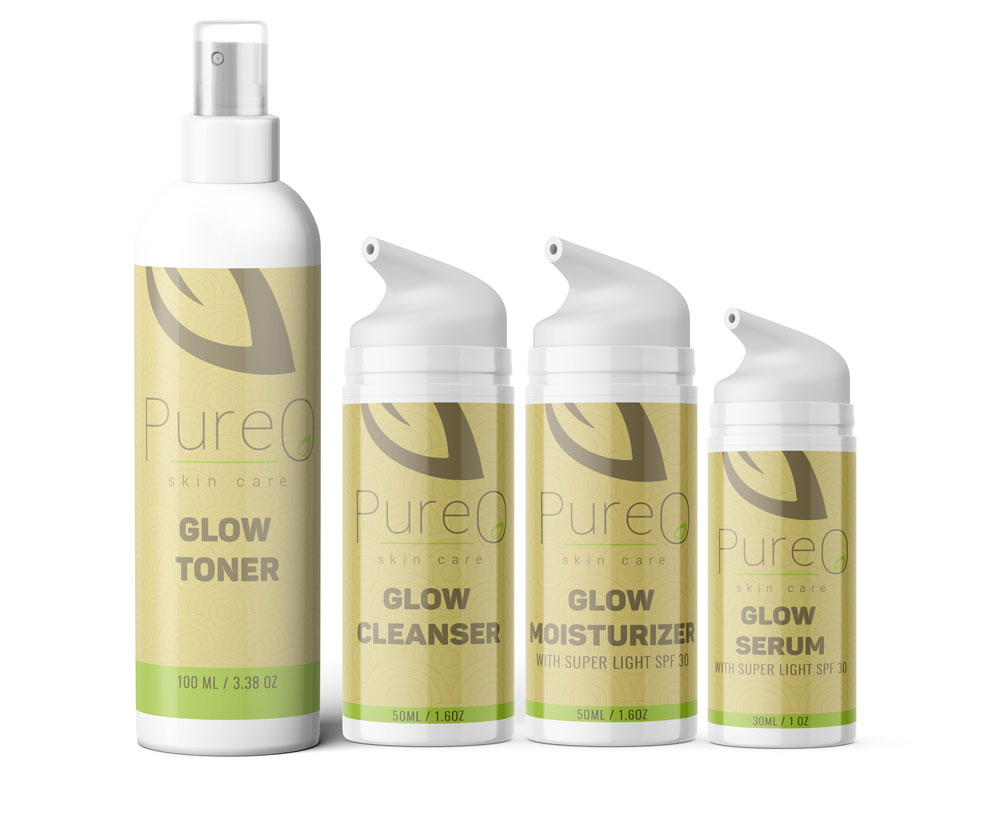 PureO
skin care
GLOW
TONER
100 ML / 3.38 OZ
PureO
skin care
GLOW
CLEANSER
50ML / 1.6OZ
PureO
skin care
GLOW
MOISTURIZER
WITH SUPER LIGHT SPF 30
50ML / 1.6OZ
PureO
skin care
GLOW
SERUM
WITH SUPER LIGHT SPF 30
30ML / 1 OZ